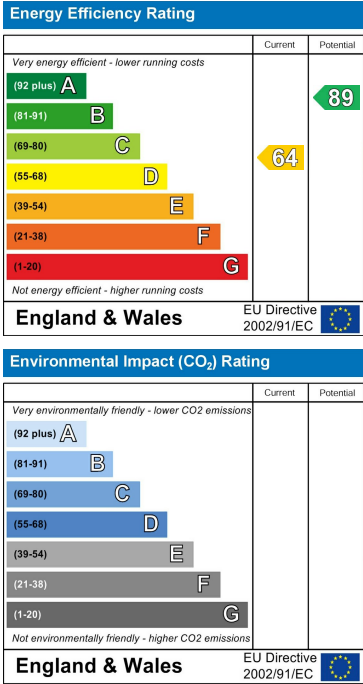 Energy Efficiency Rating
Current Potential
Very energy efficient - lower running costs
(92 plus) A
(81-91) B
(69-80) C
(55-68) D
(39-54) E
(21-38) F
(1-20) G
64
89
Not energy efficient - higher running costs
England & Wales
EU Directive
2002/91/EC
Environmental Impact (CO₂) Rating
Current Potential
Very environmentally friendly - lower CO2 emissions
(92 plus) A
(81-91) B
(69-80) C
(55-68) D
(39-54) E
(21-38) F
(1-20) G
Not environmentally friendly - higher CO2 emissions
England & Wales
EU Directive
2002/91/EC